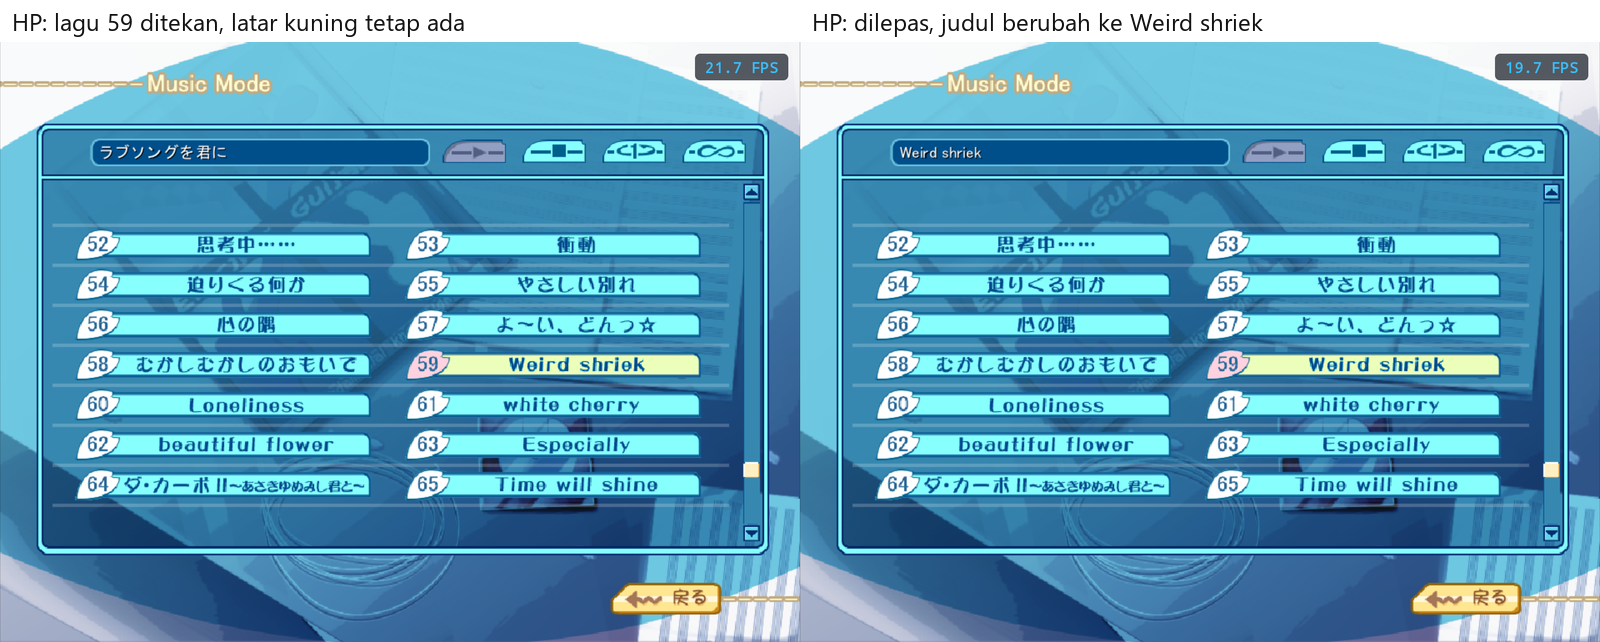 HP: lagu 59 ditekan, latar kuning tetap ada
21.7 FPS
Music Mode
ラブソングを君に
GUIDE
52 思考中……
53 衝動
54 迫りくる何か
55 やさしい別れ
56 心の隅
57 よ～い、どんっ☆
58 むかしむかしのおもいで
59 Weird shriek
60 Loneliness
61 white cherry
62 beautiful flower
63 Especially
64 ダ・カーポⅡ～あさきゆめみし君と～
65 Time will shine
戻る
HP: dilepas, judul berubah ke Weird shriek
19.7 FPS
Music Mode
Weird shriek
52 思考中……
53 衝動
54 迫りくる何か
55 やさしい別れ
56 心の隅
57 よ～い、どんっ☆
58 むかしむかしのおもいで
59 Weird shriek
60 Loneliness
61 white cherry
62 beautiful flower
63 Especially
64 ダ・カーポⅡ～あさきゆめみし君と～
65 Time will shine
戻る